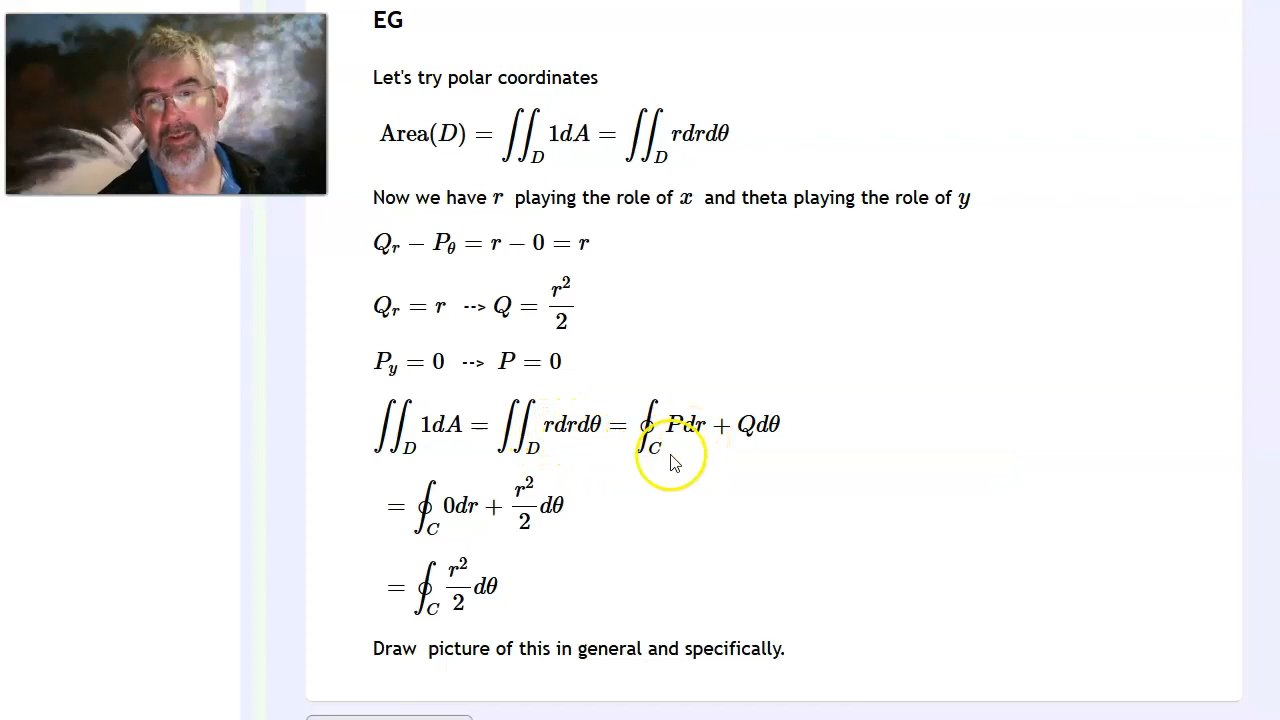 EG
Let's try polar coordinates
Area(D) = ∬_D 1dA = ∬_D rdrdθ
Now we have r playing the role of x and theta playing the role of y
Q_r − P_θ = r − 0 = r
Q_r = r --> Q = r²/2
P_y = 0 --> P = 0
∬_D 1dA = ∬_D rdrdθ = ∮_C Pdr + Qdθ
= ∮_C 0dr + r²/2 dθ
= ∮_C r²/2 dθ
Draw picture of this in general and specifically.